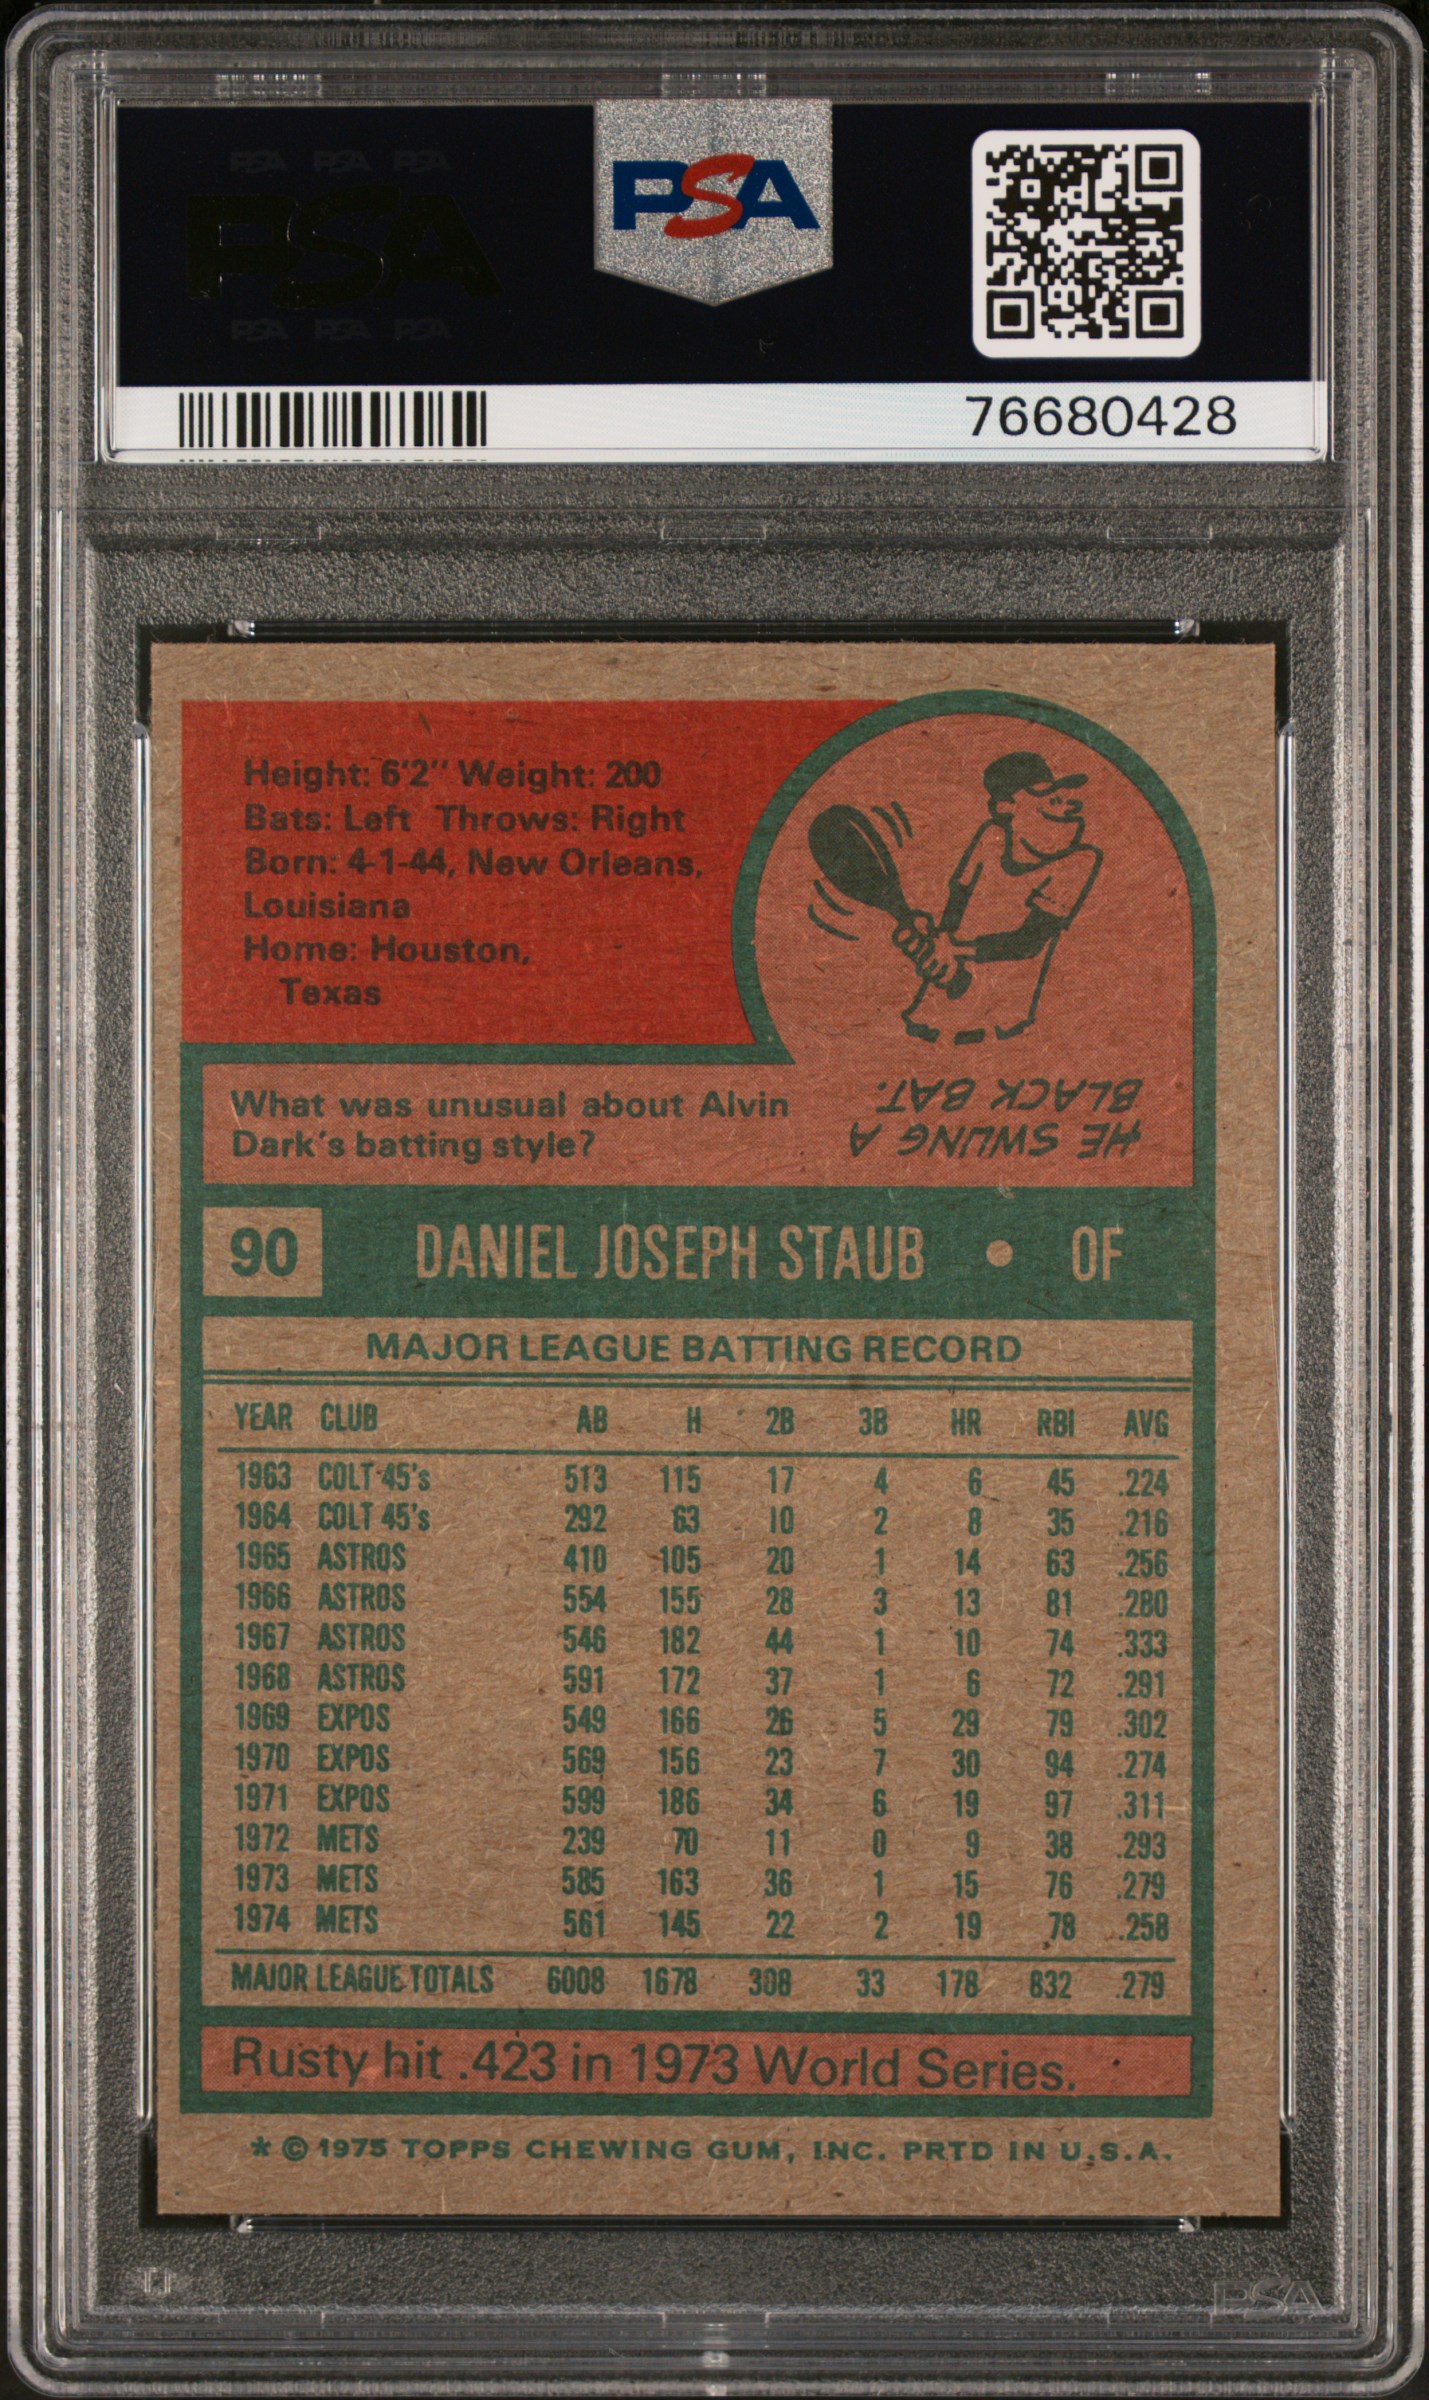 PSA PSA PSA
PSA
PSA PSA PSA
PSA
76680428
Height: 6'2" Weight: 200
Bats: Left Throws: Right
Born: 4-1-44, New Orleans,
Louisiana
Home: Houston,
Texas
What was unusual about Alvin
Dark's batting style?
HE SWUNG A
BLACK BAT.
90 DANIEL JOSEPH STAUB • OF
MAJOR LEAGUE BATTING RECORD
YEAR CLUB AB H 2B 3B HR RBI AVG
1963 COLT 45's 513 115 17 4 6 45 .224
1964 COLT 45's 292 63 10 2 8 35 .216
1965 ASTROS 410 105 20 1 14 63 .256
1966 ASTROS 554 155 28 3 13 81 .280
1967 ASTROS 546 182 44 1 10 74 .333
1968 ASTROS 591 172 37 1 6 72 .291
1969 EXPOS 549 166 26 5 29 79 .302
1970 EXPOS 569 156 23 7 30 94 .274
1971 EXPOS 599 186 34 6 19 97 .311
1972 METS 239 70 11 0 9 38 .293
1973 METS 585 163 36 1 15 76 .279
1974 METS 561 145 22 2 19 78 .258
MAJOR LEAGUE TOTALS 6008 1678 308 33 178 832 .279
Rusty hit .423 in 1973 World Series.
* © 1975 TOPPS CHEWING GUM, INC. PRTD IN U.S.A.
PSA